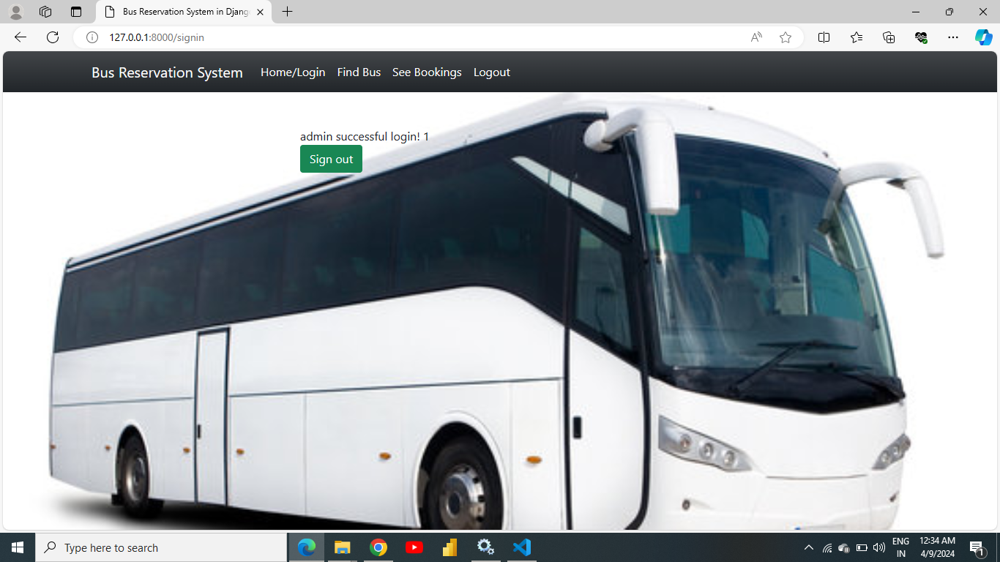 Bus Reservation System in Djang
127.0.0.1:8000/signin
Bus Reservation System Home/Login Find Bus See Bookings Logout
admin successful login! 1
Sign out
Type here to search
ENG
IN
12:34 AM
4/9/2024
1